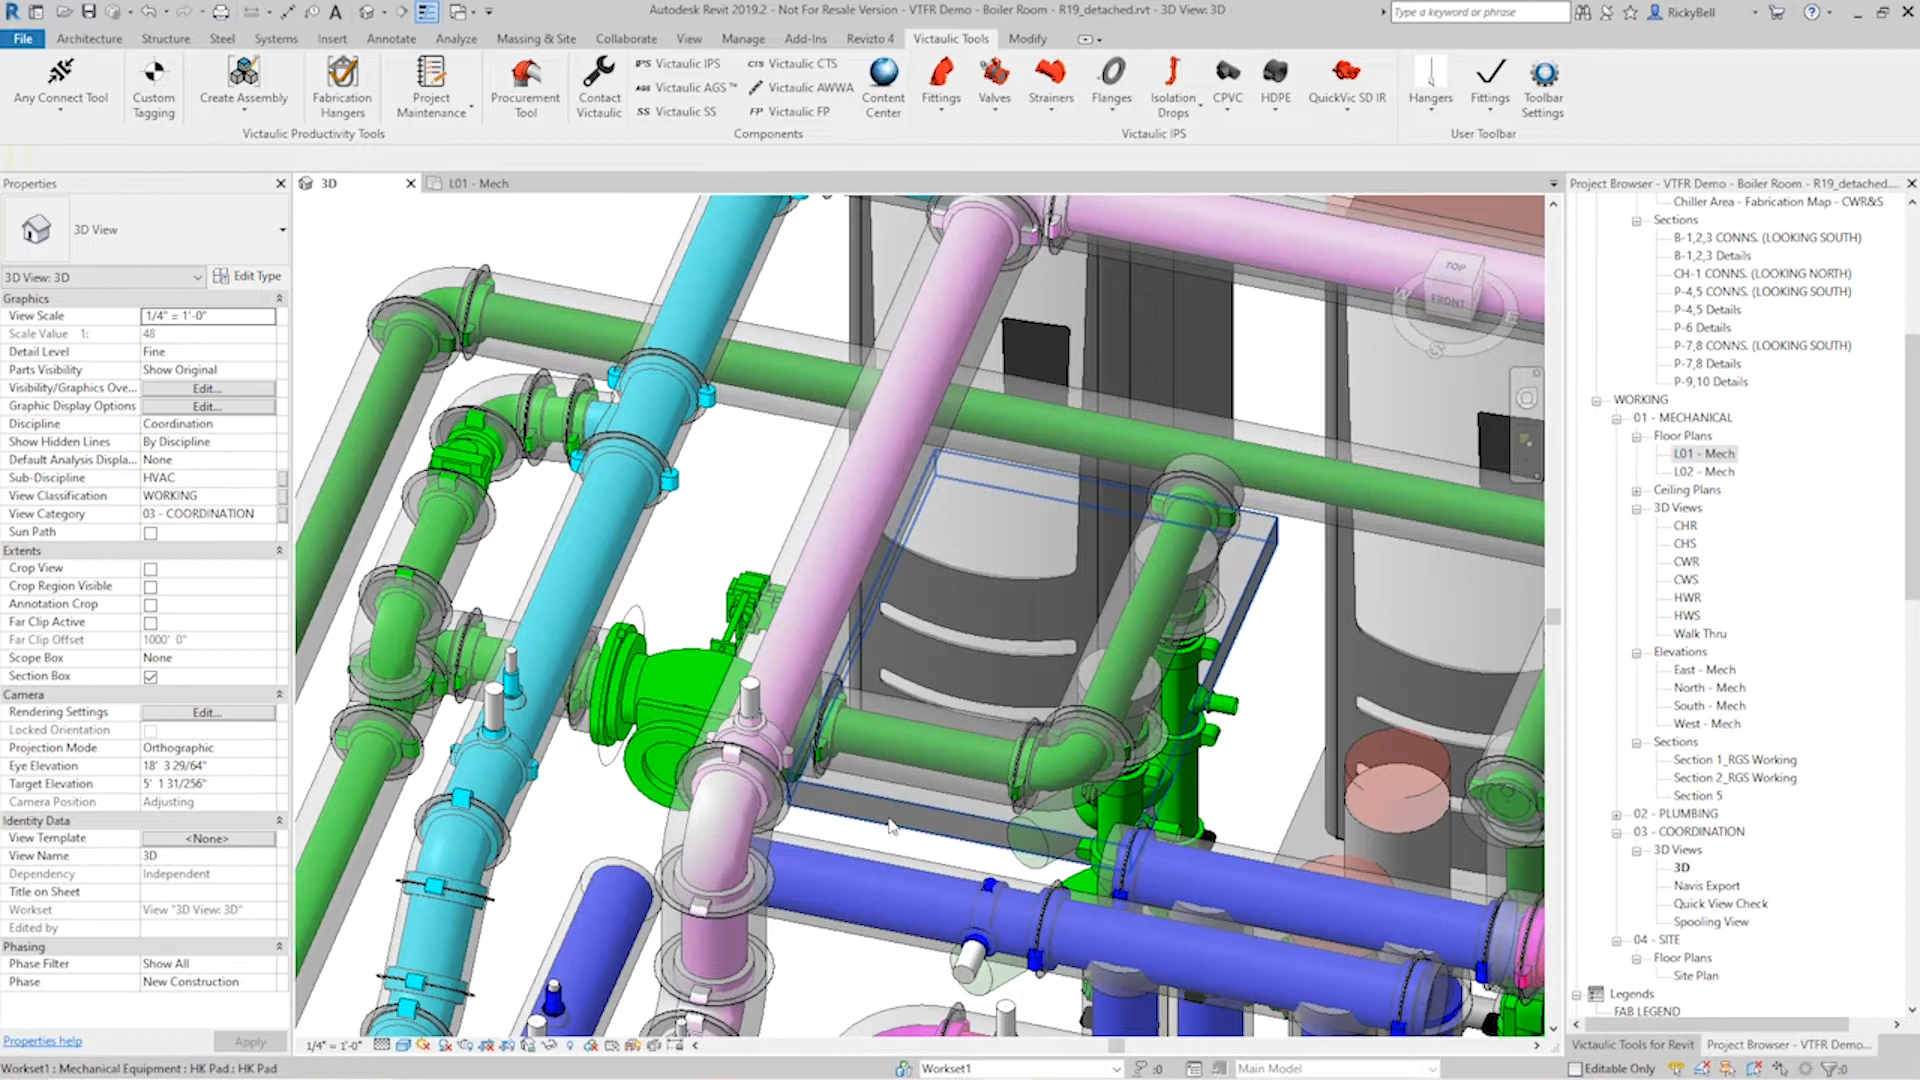 Autodesk Revit 2019.2 - Not For Resale Version - VTFR Demo - Boiler Room - R19_detached.rvt - 3D View: 3D
Type a keyword or phrase
RickyBell
File Architecture Structure Steel Systems Insert Annotate Analyze Massing & Site Collaborate View Manage Add-Ins Revizto 4 Victaulic Tools Modify
Any Connect Tool
Custom Tagging
Create Assembly
Fabrication Hangers
Project Maintenance
Procurement Tool
Contact Victaulic
IPS Victaulic IPS
AGS Victaulic AGS™
SS Victaulic SS
CTS Victaulic CTS
Victaulic AWWA
FP Victaulic FP
Content Center
Fittings
Valves
Strainers
Flanges
Isolation Drops
CPVC
HDPE
QuickVic SD IR
Hangers
Fittings
Toolbar Settings
Victaulic Productivity Tools
Components
Victaulic IPS
User Toolbar
Properties
3D View
3D View: 3D
Edit Type
Graphics
View Scale 1/4" = 1'-0"
Scale Value 1: 48
Detail Level Fine
Parts Visibility Show Original
Visibility/Graphics Ove... Edit...
Graphic Display Options Edit...
Discipline Coordination
Show Hidden Lines By Discipline
Default Analysis Displa... None
Sub-Discipline HVAC
View Classification WORKING
View Category 03 - COORDINATION
Sun Path
Extents
Crop View
Crop Region Visible
Annotation Crop
Far Clip Active
Far Clip Offset 1000' 0"
Scope Box None
Section Box
Camera
Rendering Settings Edit...
Locked Orientation
Projection Mode Orthographic
Eye Elevation 18' 3 29/64"
Target Elevation 5' 1 31/256"
Camera Position Adjusting
Identity Data
View Template <None>
View Name 3D
Dependency Independent
Title on Sheet
Workset View "3D View: 3D"
Edited by
Phasing
Phase Filter Show All
Phase New Construction
Properties help
Apply
3D
L01 - Mech
TOP
FRONT
W
S
E
1/4" = 1'-0"
Project Browser - VTFR Demo - Boiler Room - R19_detached....
Chiller Area - Fabrication Map - CWR&S
Sections
B-1,2,3 CONNS. (LOOKING SOUTH)
B-1,2,3 Details
CH-1 CONNS. (LOOKING NORTH)
P-4,5 CONNS. (LOOKING SOUTH)
P-4,5 Details
P-6 Details
P-7,8 CONNS. (LOOKING SOUTH)
P-7,8 Details
P-9,10 Details
WORKING
01 - MECHANICAL
Floor Plans
L01 - Mech
L02 - Mech
Ceiling Plans
3D Views
CHR
CHS
CWR
CWS
HWR
HWS
Walk Thru
Elevations
East - Mech
North - Mech
South - Mech
West - Mech
Sections
Section 1_RGS Working
Section 2_RGS Working
Section 5
02 - PLUMBING
03 - COORDINATION
3D Views
3D
Navis Export
Quick View Check
Spooling View
04 - SITE
Floor Plans
Site Plan
Legends
FAB LEGEND
Victaulic Tools for Revit
Project Browser - VTFR Demo...
Workset1 : Mechanical Equipment : HK Pad : HK Pad
Workset1
:0
Main Model
Editable Only
:0